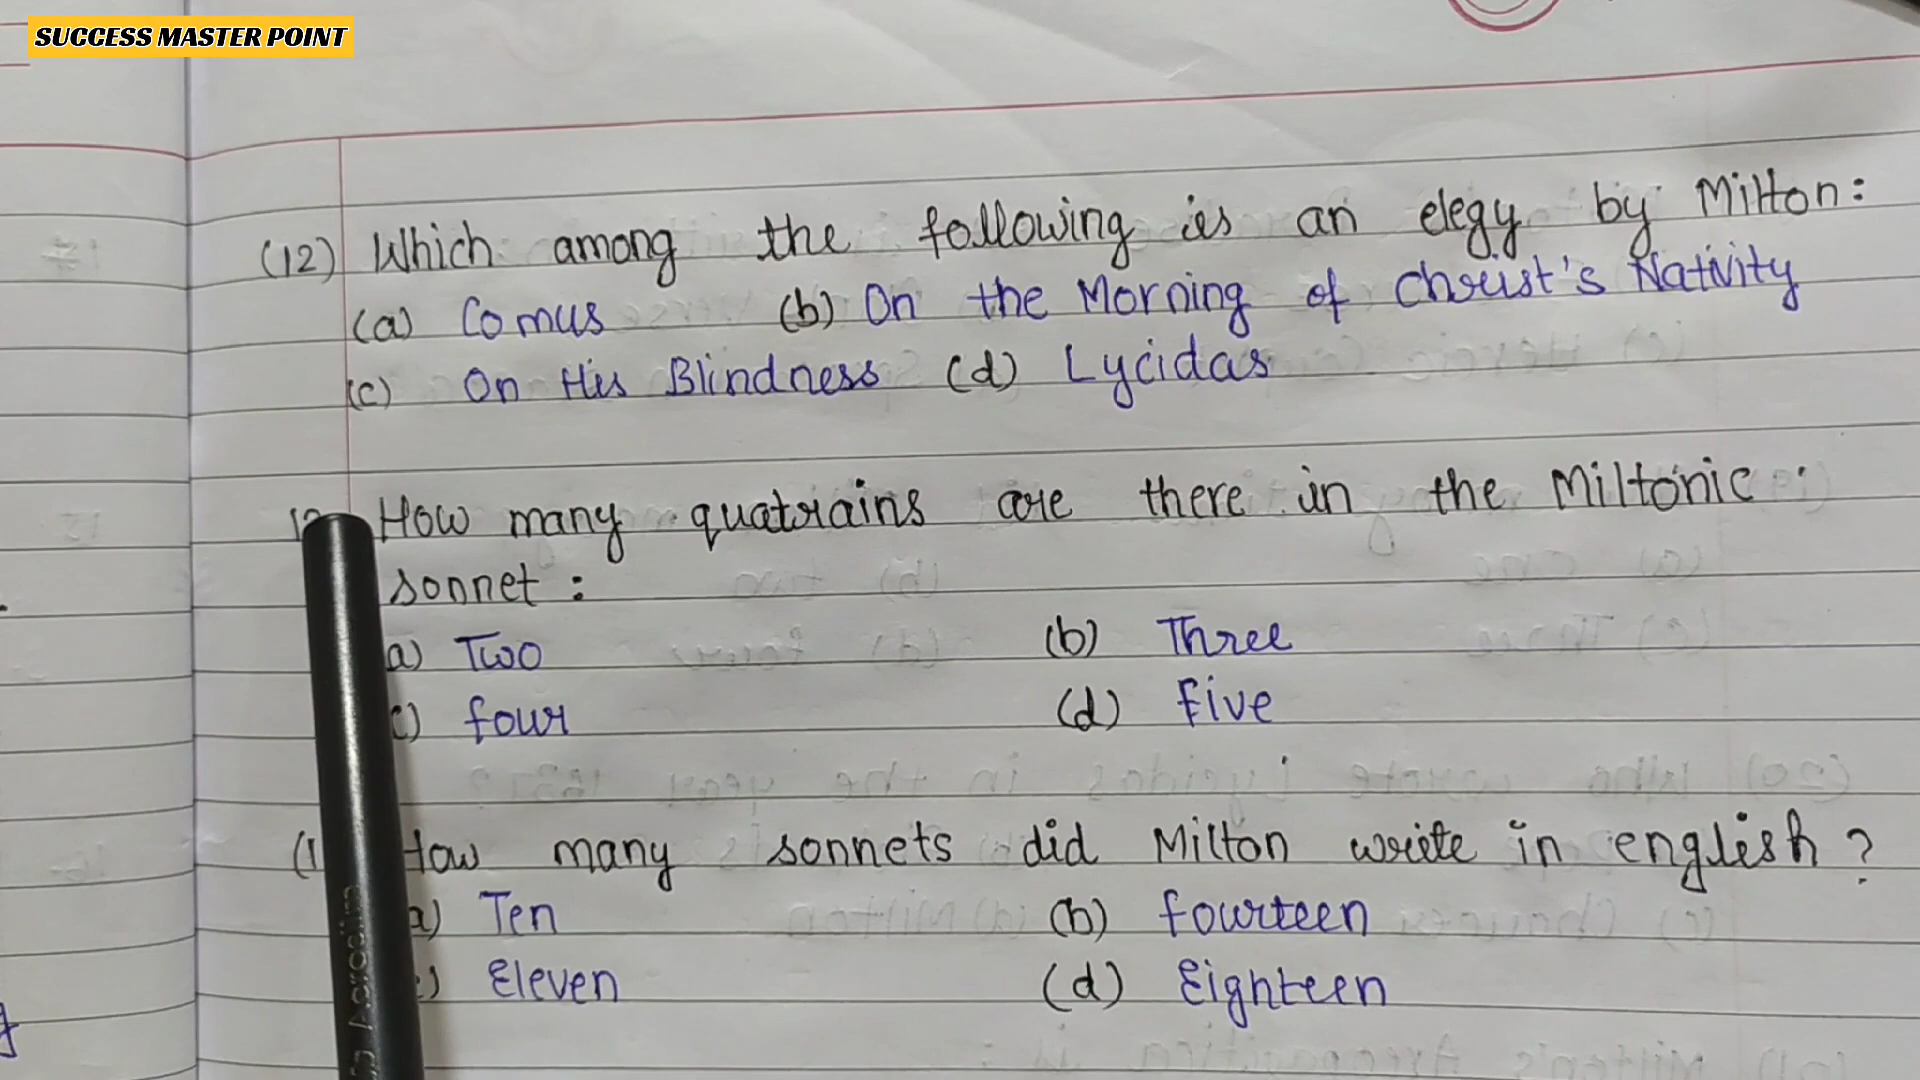 SUCCESS MASTER POINT
(12) Which among the following is an elegy by Milton:
(a) Comus (b) On the Morning of Christ's Nativity
(c) On His Blindness (d) Lycidas
How many quatrains are there in the Miltonic
sonnet:
a) Two (b) Three
c) four (d) Five
How many sonnets did Milton write in english?
a) Ten (b) fourteen
) Eleven (d) Eighteen